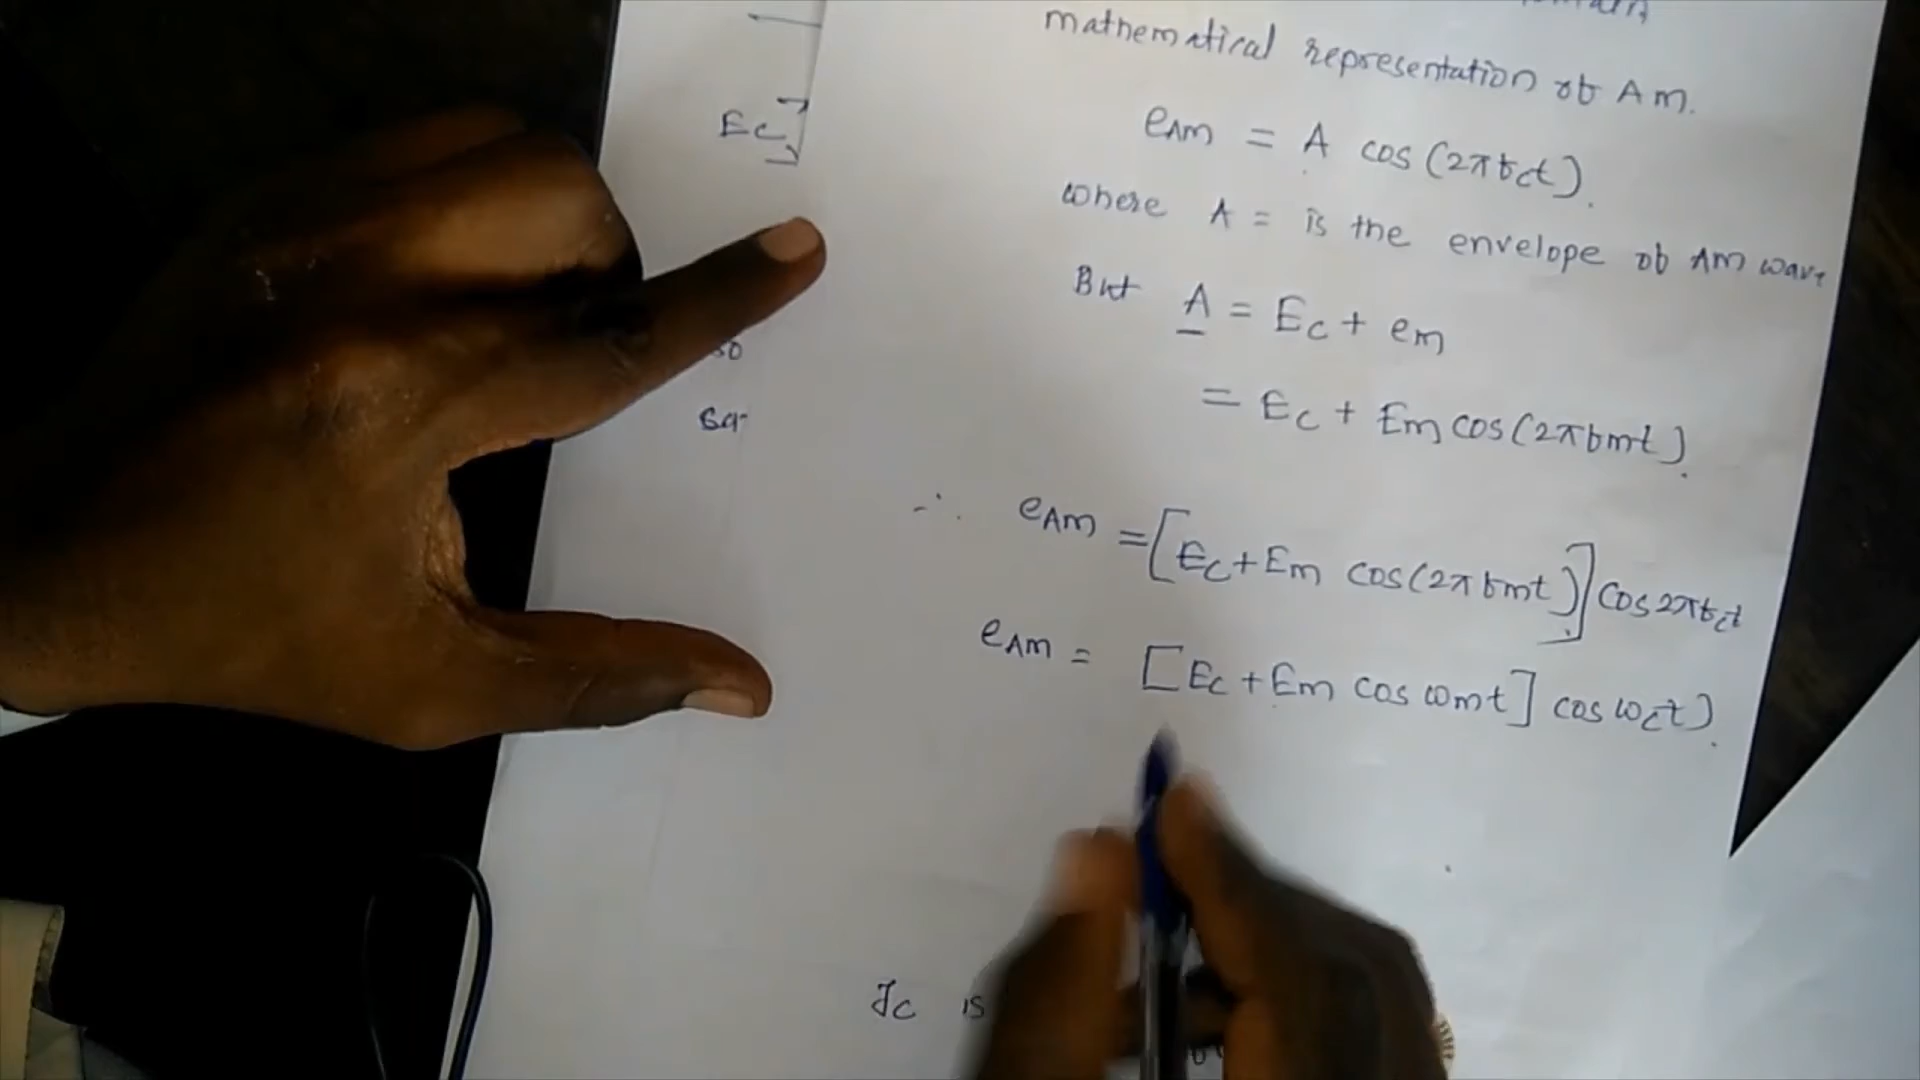 mathematical representation of Am.
Ec
eAm = A cos(2πfct).
where A = is the envelope of Am wave
But A = Ec + em
so
= Ec + Em cos(2πfmt).
∴ eAm = [Ec + Em cos(2πfmt)] cos 2πfct
eAm = [Ec + Em cos ωmt] cos ωct).
fc is